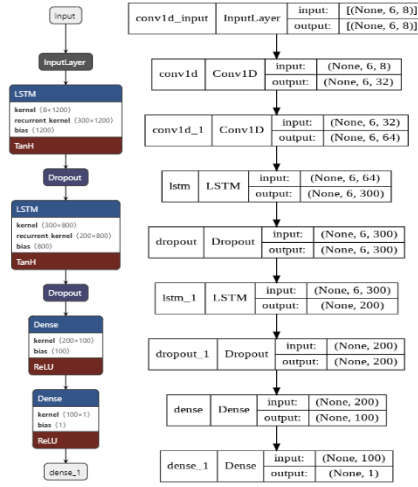 input
InputLayer
LSTM
kernel ⟨8×1200⟩
recurrent_kernel ⟨300×1200⟩
bias ⟨1200⟩
TanH
Dropout
LSTM
kernel ⟨300×800⟩
recurrent_kernel ⟨200×800⟩
bias ⟨800⟩
TanH
Dropout
Dense
kernel ⟨200×100⟩
bias ⟨100⟩
ReLU
Dense
kernel ⟨100×1⟩
bias ⟨1⟩
ReLU
dense_1
conv1d_input InputLayer input: [(None, 6, 8)]
output: [(None, 6, 8)]
conv1d Conv1D input: (None, 6, 8)
output: (None, 6, 32)
conv1d_1 Conv1D input: (None, 6, 32)
output: (None, 6, 64)
lstm LSTM input: (None, 6, 64)
output: (None, 6, 300)
dropout Dropout input: (None, 6, 300)
output: (None, 6, 300)
lstm_1 LSTM input: (None, 6, 300)
output: (None, 200)
dropout_1 Dropout input: (None, 200)
output: (None, 200)
dense Dense input: (None, 200)
output: (None, 100)
dense_1 Dense input: (None, 100)
output: (None, 1)